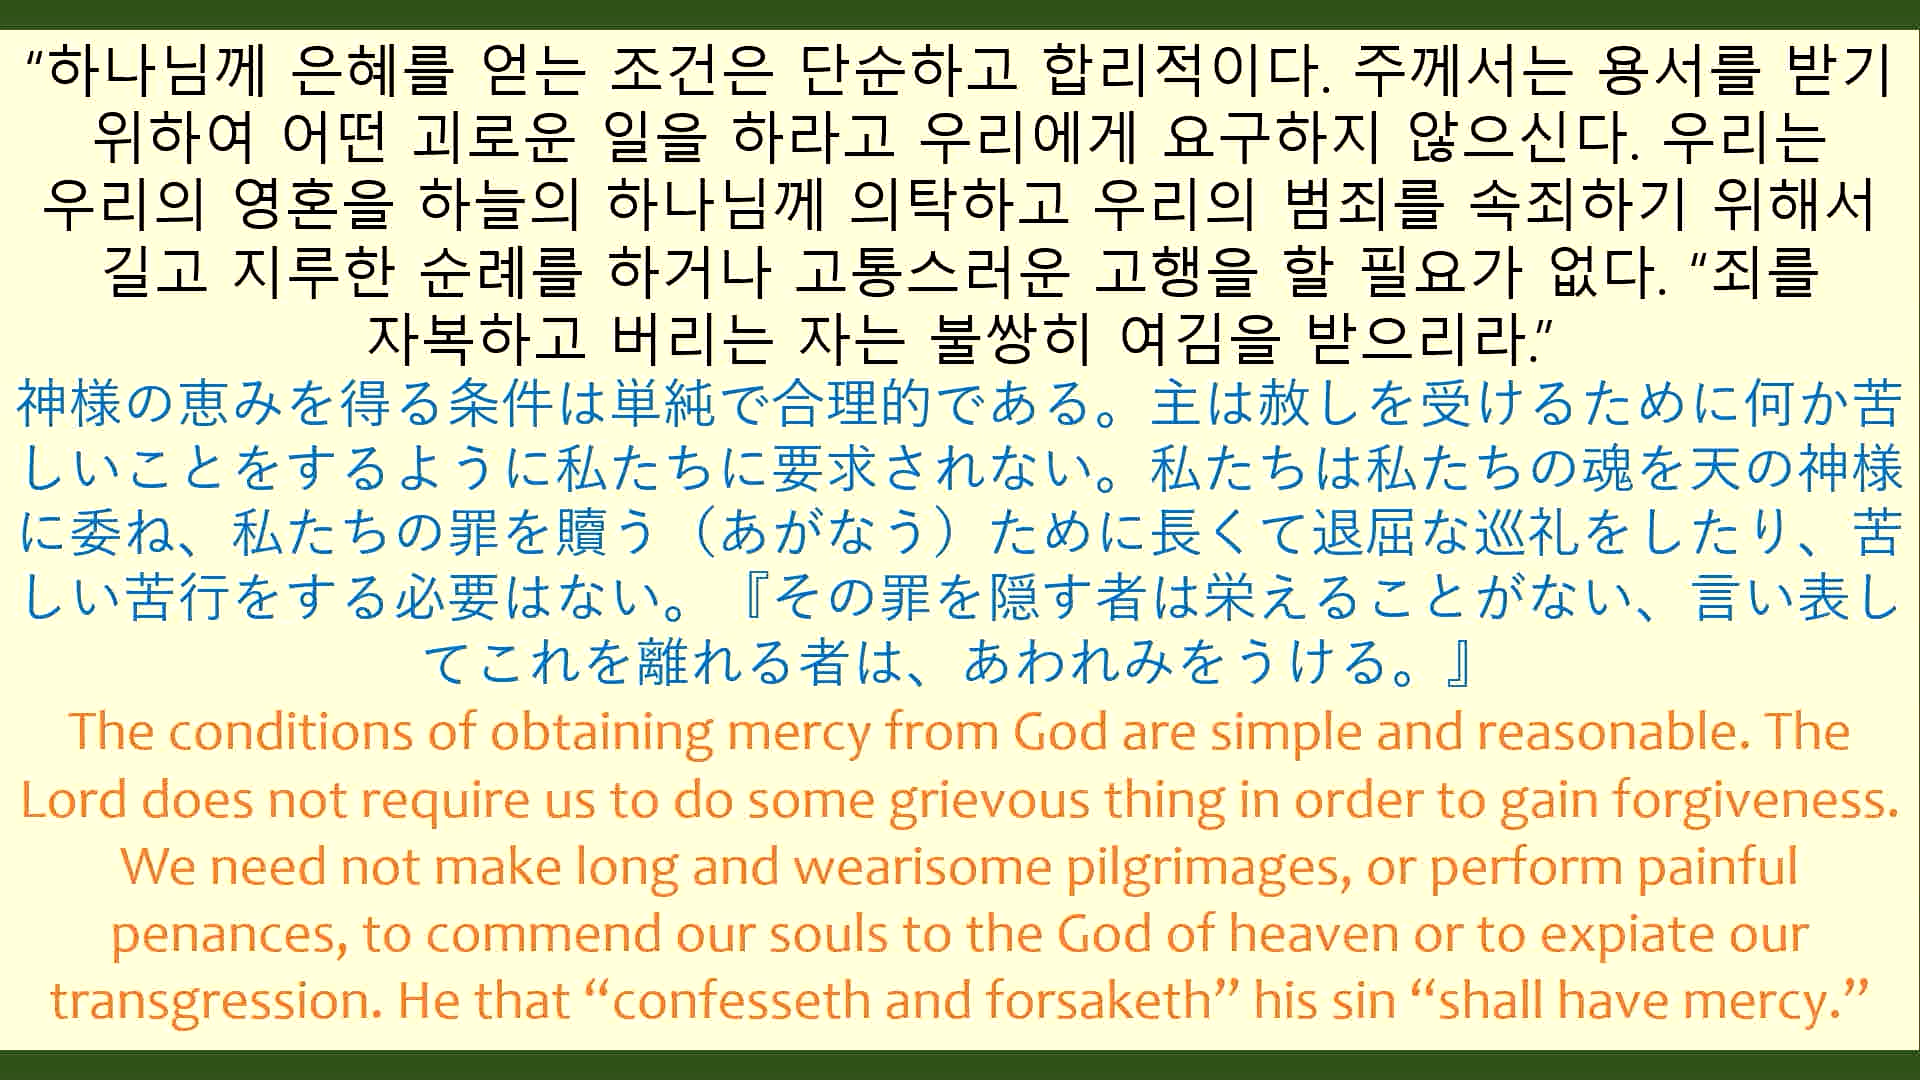 “하나님께 은혜를 얻는 조건은 단순하고 합리적이다. 주께서는 용서를 받기
위하여 어떤 괴로운 일을 하라고 우리에게 요구하지 않으신다. 우리는
우리의 영혼을 하늘의 하나님께 의탁하고 우리의 범죄를 속죄하기 위해서
길고 지루한 순례를 하거나 고통스러운 고행을 할 필요가 없다. “죄를
자복하고 버리는 자는 불쌍히 여김을 받으리라.”
神様の恵みを得る条件は単純で合理的である。主は赦しを受けるために何か苦
しいことをするように私たちに要求されない。私たちは私たちの魂を天の神様
に委ね、私たちの罪を贖う（あがなう）ために長くて退屈な巡礼をしたり、苦
しい苦行をする必要はない。『その罪を隠す者は栄えることがない、言い表し
てこれを離れる者は、あわれみをうける。』
The conditions of obtaining mercy from God are simple and reasonable. The
Lord does not require us to do some grievous thing in order to gain forgiveness.
We need not make long and wearisome pilgrimages, or perform painful
penances, to commend our souls to the God of heaven or to expiate our
transgression. He that “confesseth and forsaketh” his sin “shall have mercy.”